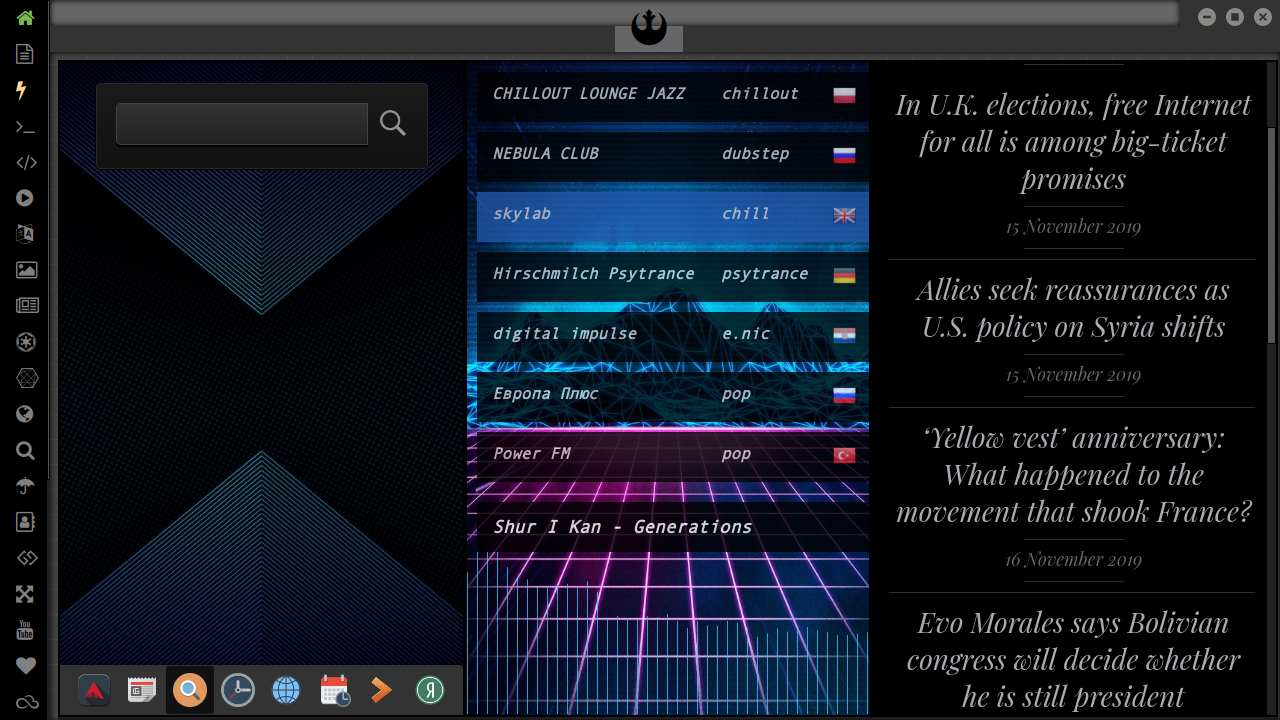 CHILLOUT LOUNGE JAZZ chillout
NEBULA CLUB dubstep
skylab chill
Hirschmilch Psytrance psytrance
digital impulse e.nic
Европа Плюс pop
Power FM pop
Shur I Kan - Generations
In U.K. elections, free Internet
for all is among big-ticket
promises
15 November 2019
Allies seek reassurances as
U.S. policy on Syria shifts
15 November 2019
‘Yellow vest’ anniversary:
What happened to the
movement that shook France?
16 November 2019
Evo Morales says Bolivian
congress will decide whether
he is still president
You
Tube
Я